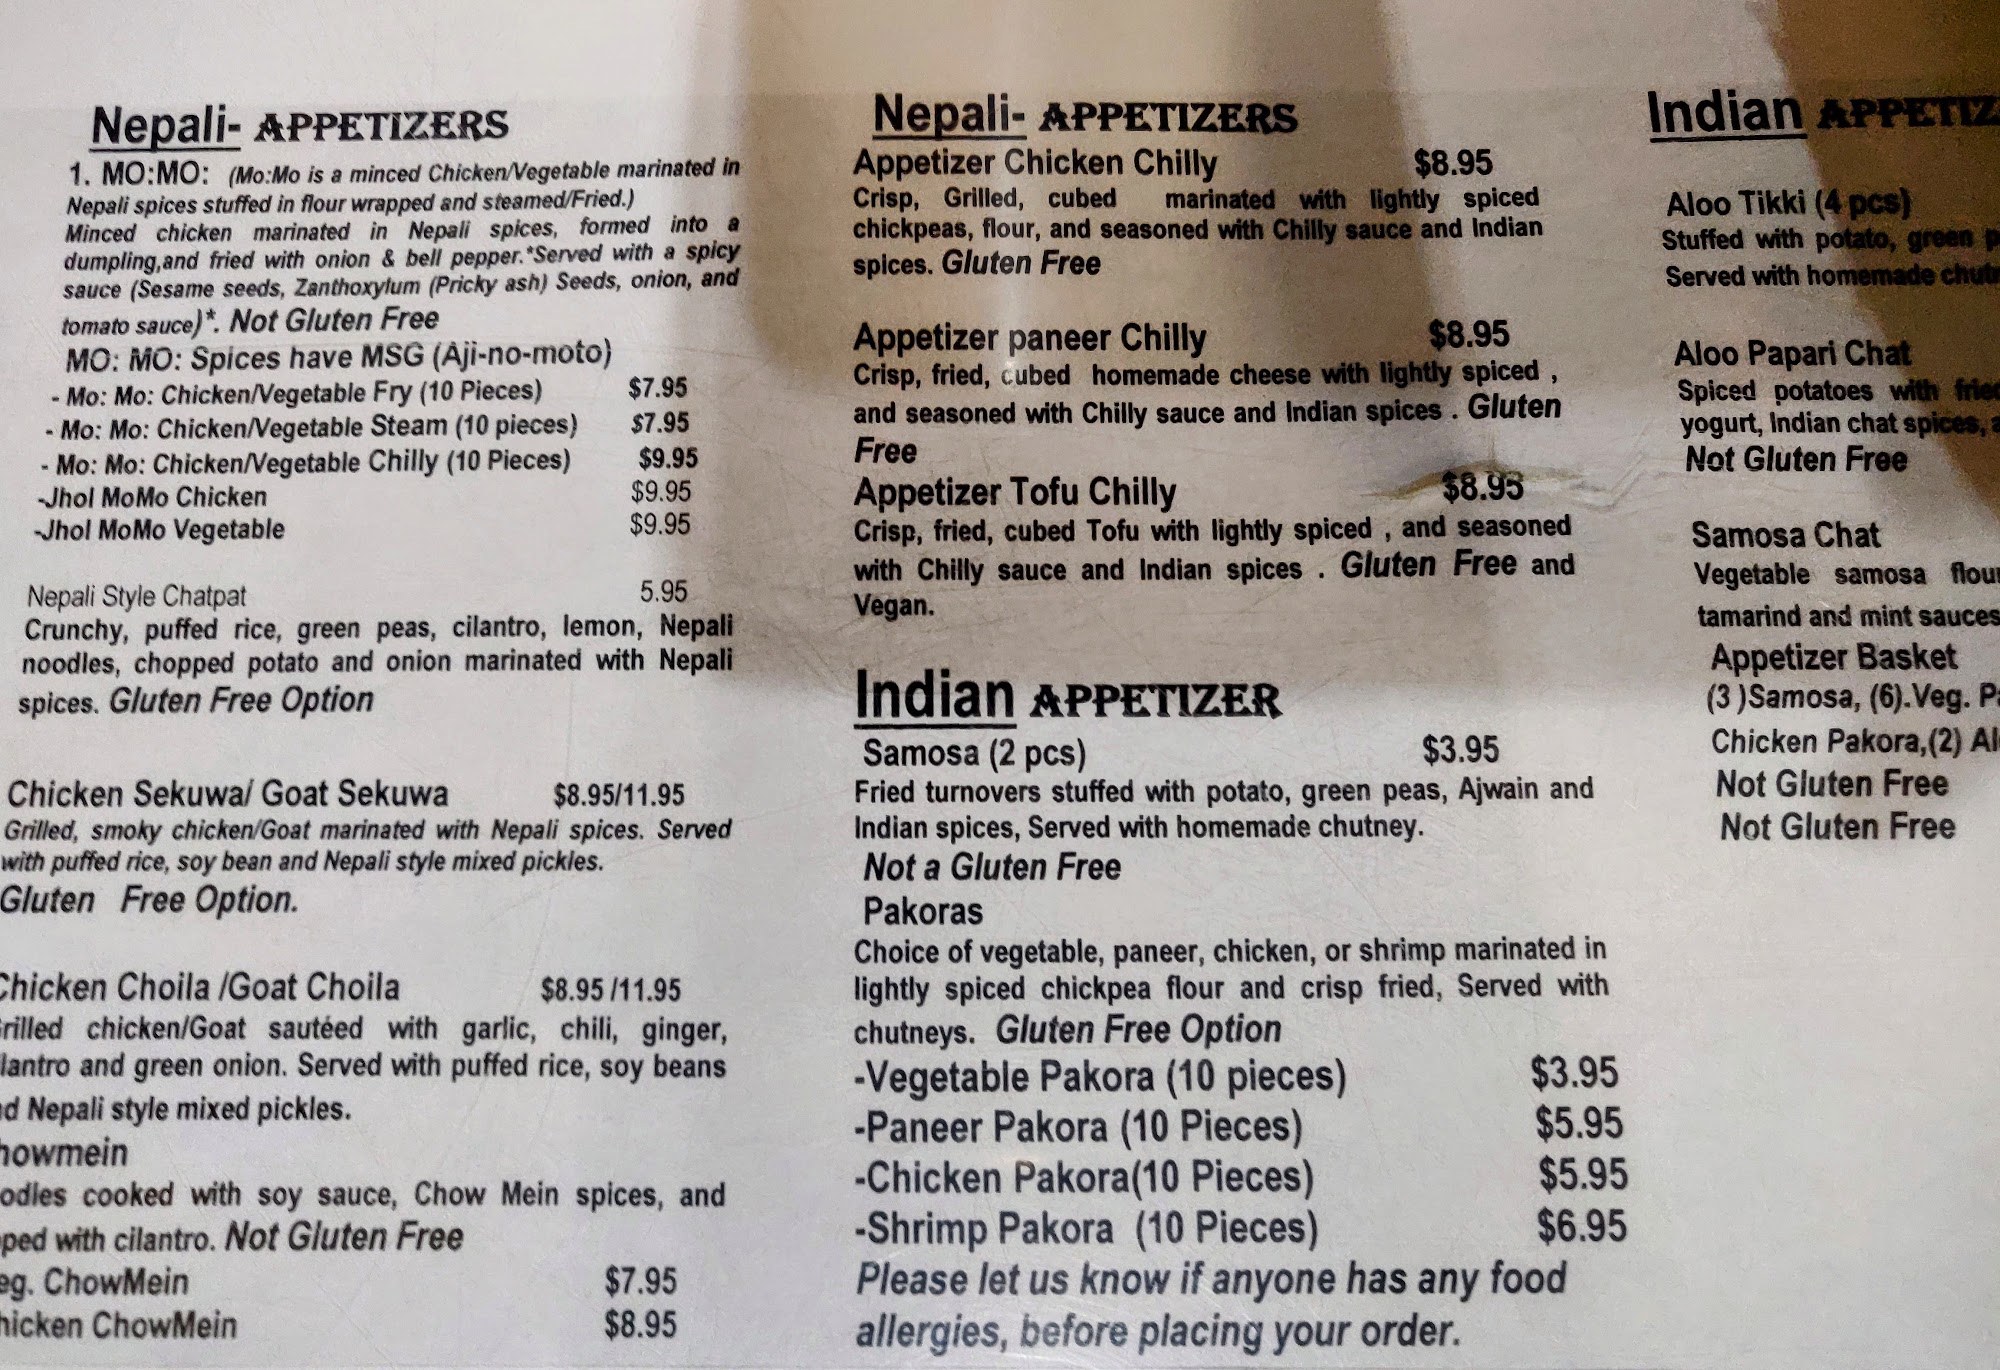 Nepali- APPETIZERS
1. MO:MO: (Mo:Mo is a minced Chicken/Vegetable marinated in
Nepali spices stuffed in flour wrapped and steamed/Fried.)
Minced chicken marinated in Nepali spices, formed into a
dumpling,and fried with onion & bell pepper.*Served with a spicy
sauce (Sesame seeds, Zanthoxylum (Pricky ash) Seeds, onion, and
tomato sauce)*. Not Gluten Free
MO: MO: Spices have MSG (Aji-no-moto)
- Mo: Mo: Chicken/Vegetable Fry (10 Pieces) $7.95
- Mo: Mo: Chicken/Vegetable Steam (10 pieces) $7.95
- Mo: Mo: Chicken/Vegetable Chilly (10 Pieces) $9.95
-Jhol MoMo Chicken $9.95
-Jhol MoMo Vegetable $9.95
Nepali Style Chatpat 5.95
Crunchy, puffed rice, green peas, cilantro, lemon, Nepali
noodles, chopped potato and onion marinated with Nepali
spices. Gluten Free Option
Chicken Sekuwa/ Goat Sekuwa $8.95/11.95
Grilled, smoky chicken/Goat marinated with Nepali spices. Served
with puffed rice, soy bean and Nepali style mixed pickles.
Gluten Free Option.
Chicken Choila /Goat Choila $8.95 /11.95
rilled chicken/Goat sautéed with garlic, chili, ginger,
lantro and green onion. Served with puffed rice, soy beans
d Nepali style mixed pickles.
howmein
odles cooked with soy sauce, Chow Mein spices, and
ped with cilantro. Not Gluten Free
eg. ChowMein $7.95
hicken ChowMein $8.95
Nepali- APPETIZERS
Appetizer Chicken Chilly $8.95
Crisp, Grilled, cubed marinated with lightly spiced
chickpeas, flour, and seasoned with Chilly sauce and Indian
spices. Gluten Free
Appetizer paneer Chilly $8.95
Crisp, fried, cubed homemade cheese with lightly spiced ,
and seasoned with Chilly sauce and Indian spices . Gluten
Free
Appetizer Tofu Chilly $8.95
Crisp, fried, cubed Tofu with lightly spiced , and seasoned
with Chilly sauce and Indian spices . Gluten Free and
Vegan.
Indian APPETIZER
Samosa (2 pcs) $3.95
Fried turnovers stuffed with potato, green peas, Ajwain and
Indian spices, Served with homemade chutney.
Not a Gluten Free
Pakoras
Choice of vegetable, paneer, chicken, or shrimp marinated in
lightly spiced chickpea flour and crisp fried, Served with
chutneys. Gluten Free Option
-Vegetable Pakora (10 pieces) $3.95
-Paneer Pakora (10 Pieces) $5.95
-Chicken Pakora(10 Pieces) $5.95
-Shrimp Pakora (10 Pieces) $6.95
Please let us know if anyone has any food
allergies, before placing your order.
Indian APPETIZ
Aloo Tikki (4 pcs)
Stuffed with potato, green p
Served with homemade chutn
Aloo Papari Chat
Spiced potatoes with fried
yogurt, Indian chat spices, a
Not Gluten Free
Samosa Chat
Vegetable samosa flour
tamarind and mint sauces
Appetizer Basket
(3 )Samosa, (6).Veg. Pa
Chicken Pakora,(2) Al
Not Gluten Free
Not Gluten Free